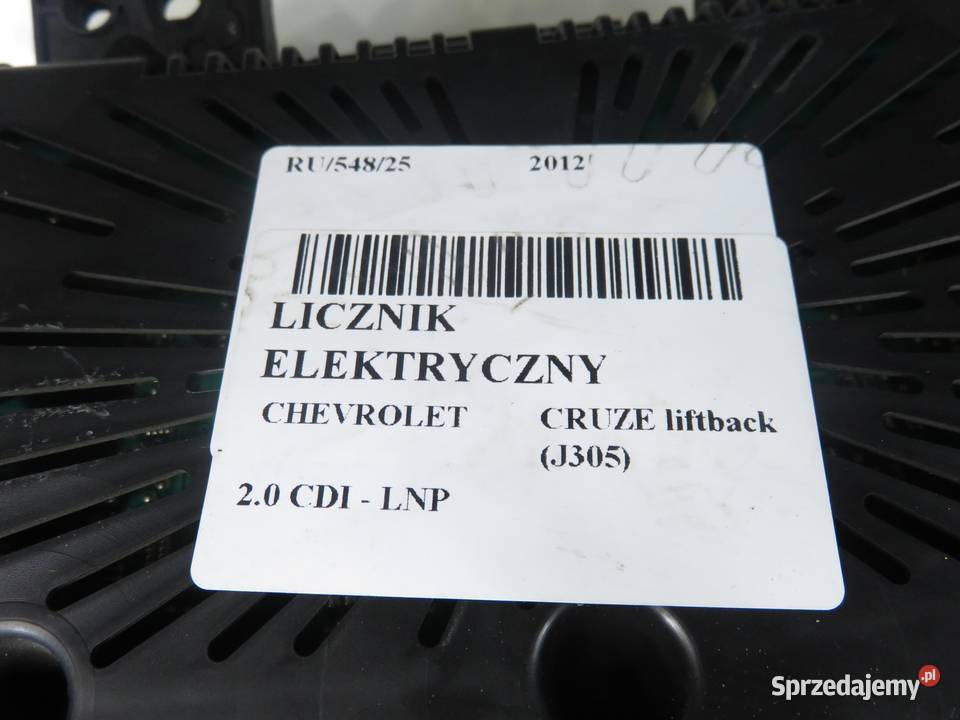 RU/548/25 2012
LICZNIK
ELEKTRYCZNY
CHEVROLET CRUZE liftback
(J305)
2.0 CDI - LNP
Sprzedajemy.pl